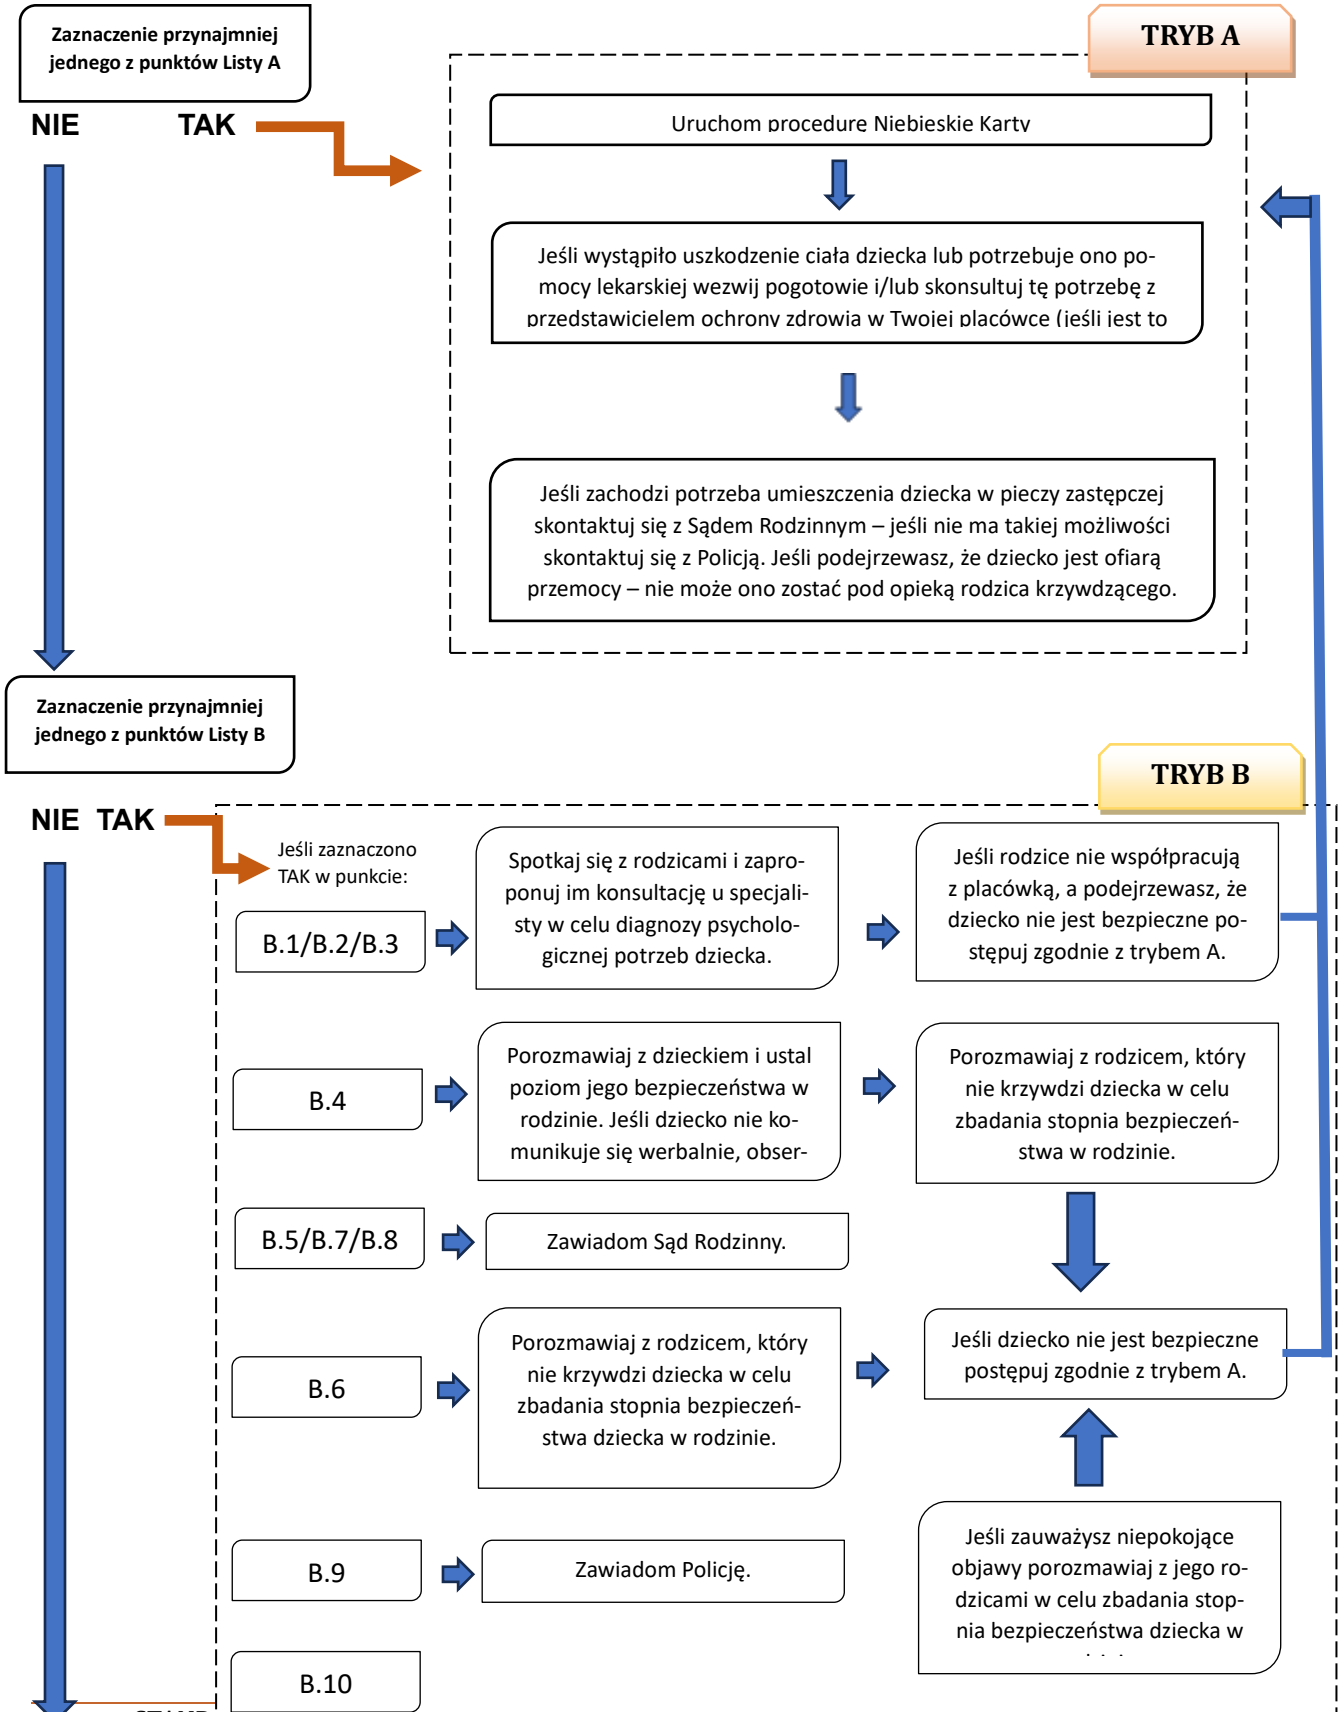 Zaznaczenie przynajmniej
jednego z punktów Listy A
NIE TAK
TRYB A
Uruchom procedurę Niebieskie Karty
Jeśli wystąpiło uszkodzenie ciała dziecka lub potrzebuje ono po-
mocy lekarskiej wezwij pogotowie i/lub skonsultuj tę potrzebę z
przedstawicielem ochrony zdrowia w Twojej placówce (jeśli jest to
Jeśli zachodzi potrzeba umieszczenia dziecka w pieczy zastępczej
skontaktuj się z Sądem Rodzinnym – jeśli nie ma takiej możliwości
skontaktuj się z Policją. Jeśli podejrzewasz, że dziecko jest ofiarą
przemocy – nie może ono zostać pod opieką rodzica krzywdzącego.
Zaznaczenie przynajmniej
jednego z punktów Listy B
TRYB B
NIE TAK
Jeśli zaznaczono
TAK w punkcie:
B.1/B.2/B.3
Spotkaj się z rodzicami i zapro-
ponuj im konsultację u specjali-
sty w celu diagnozy psycholo-
gicznej potrzeb dziecka.
Jeśli rodzice nie współpracują
z placówką, a podejrzewasz, że
dziecko nie jest bezpieczne po-
stępuj zgodnie z trybem A.
B.4
Porozmawiaj z dzieckiem i ustal
poziom jego bezpieczeństwa w
rodzinie. Jeśli dziecko nie ko-
munikuje się werbalnie, obser-
Porozmawiaj z rodzicem, który
nie krzywdzi dziecka w celu
zbadania stopnia bezpieczeń-
stwa w rodzinie.
B.5/B.7/B.8
Zawiadom Sąd Rodzinny.
B.6
Porozmawiaj z rodzicem, który
nie krzywdzi dziecka w celu
zbadania stopnia bezpieczeń-
stwa dziecka w rodzinie.
Jeśli dziecko nie jest bezpieczne
postępuj zgodnie z trybem A.
B.9
Zawiadom Policję.
Jeśli zauważysz niepokojące
objawy porozmawiaj z jego ro-
dzicami w celu zbadania stop-
nia bezpieczeństwa dziecka w
B.10